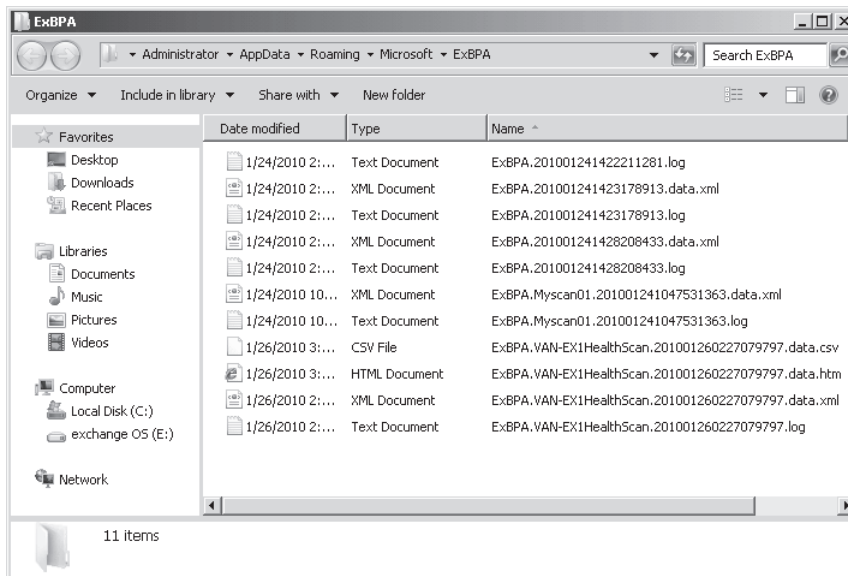 ExBPA
Administrator AppData Roaming Microsoft ExBPA Search ExBPA
Organize Include in library Share with New folder
Favorites
Desktop
Downloads
Recent Places
Libraries
Documents
Music
Pictures
Videos
Computer
Local Disk (C:)
exchange OS (E:)
Network
Date modified Type Name
1/24/2010 2:... Text Document ExBPA.201001241422211281.log
1/24/2010 2:... XML Document ExBPA.201001241423178913.data.xml
1/24/2010 2:... Text Document ExBPA.201001241423178913.log
1/24/2010 2:... XML Document ExBPA.201001241428208433.data.xml
1/24/2010 2:... Text Document ExBPA.201001241428208433.log
1/24/2010 10... XML Document ExBPA.Myscan01.201001241047531363.data.xml
1/24/2010 10... Text Document ExBPA.Myscan01.201001241047531363.log
1/26/2010 3:... CSV File ExBPA.VAN-EX1HealthScan.201001260227079797.data.csv
1/26/2010 3:... HTML Document ExBPA.VAN-EX1HealthScan.201001260227079797.data.htm
1/26/2010 2:... XML Document ExBPA.VAN-EX1HealthScan.201001260227079797.data.xml
1/26/2010 2:... Text Document ExBPA.VAN-EX1HealthScan.201001260227079797.log
11 items